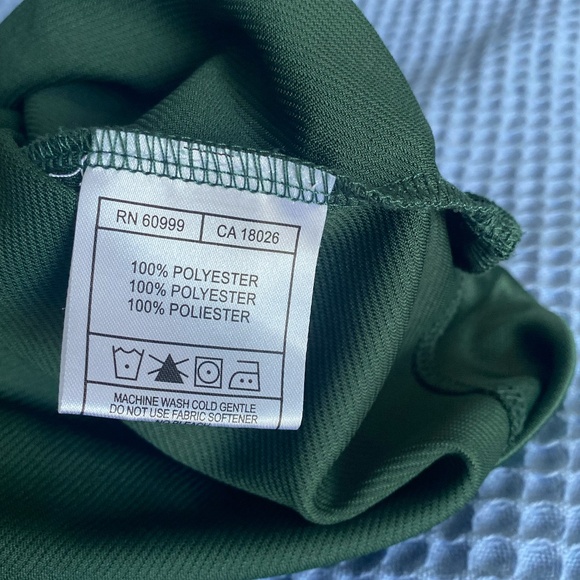 RN 60999 CA 18026
100% POLYESTER
100% POLYESTER
100% POLIESTER
MACHINE WASH COLD GENTLE
DO NOT USE FABRIC SOFTENER